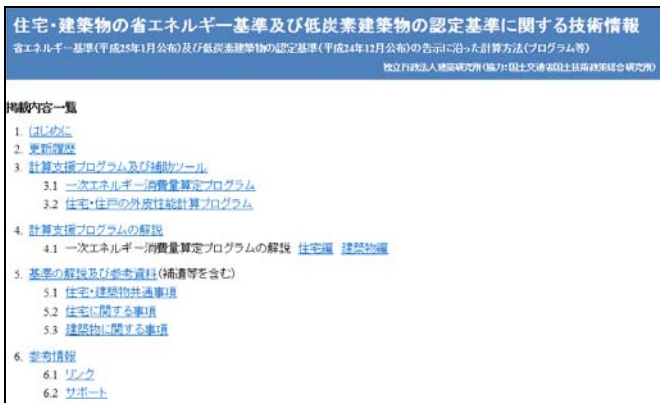 住宅・建築物の省エネルギー基準及び低炭素建築物の認定基準に関する技術情報
省エネルギー基準(平成25年1月公布)及び低炭素建築物の認定基準(平成24年12月公布)の告示に沿った計算方法(プログラム等)
独立行政法人建築研究所(協力:国土交通省国土技術政策総合研究所)
掲載内容一覧
1. はじめに
2. 更新履歴
3. 計算支援プログラム及び補助ツール
3.1 一次エネルギー消費量算定プログラム
3.2 住宅・住戸の外皮性能計算プログラム
4. 計算支援プログラムの解説
4.1 一次エネルギー消費量算定プログラムの解説 住宅編 建築物編
5. 基準の解説及び参考資料(補遺等を含む)
5.1 住宅・建築物共通事項
5.2 住宅に関する事項
5.3 建築物に関する事項
6. 参考情報
6.1 リンク
6.2 サポート